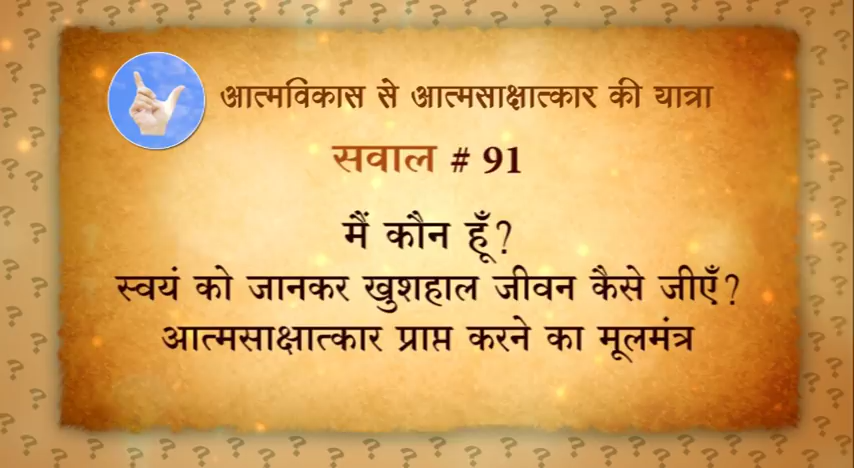 आत्मविकास से आत्मसाक्षात्कार की यात्रा
सवाल # 91
मैं कौन हूँ?
स्वयं को जानकर खुशहाल जीवन कैसे जीएँ?
आत्मसाक्षात्कार प्राप्त करने का मूलमंत्र